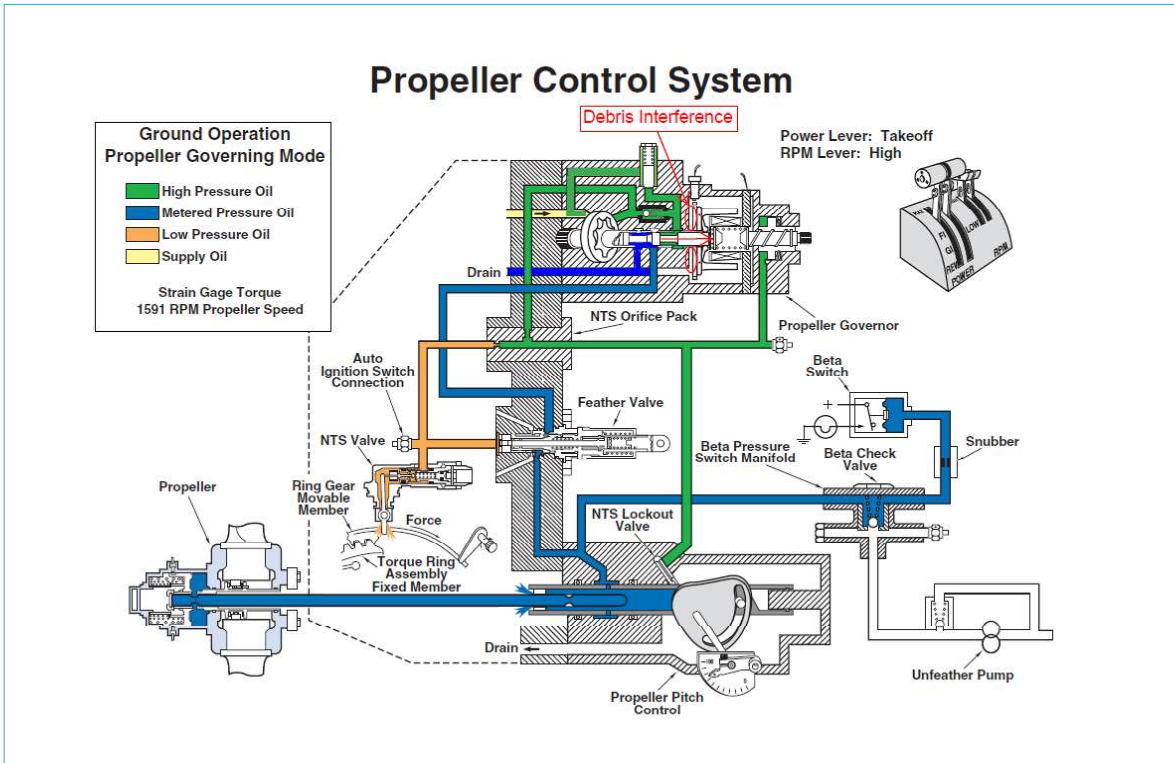 Propeller Control System
Debris Interference
Ground Operation
Propeller Governing Mode
High Pressure Oil
Metered Pressure Oil
Low Pressure Oil
Supply Oil
Strain Gage Torque
1591 RPM Propeller Speed
Power Lever: Takeoff
RPM Lever: High
FI
GI
REV
POWER
LOW
RPM
Drain
NTS Orifice Pack
Propeller Governor
Auto
Ignition Switch
Connection
Beta
Switch
+
Feather Valve
NTS Valve
Snubber
Beta Pressure
Switch Manifold
Beta Check
Valve
Propeller
Ring Gear
Movable
Member
Force
NTS Lockout
Valve
Torque Ring
Assembly
Fixed Member
Drain
Unfeather Pump
Propeller Pitch
Control